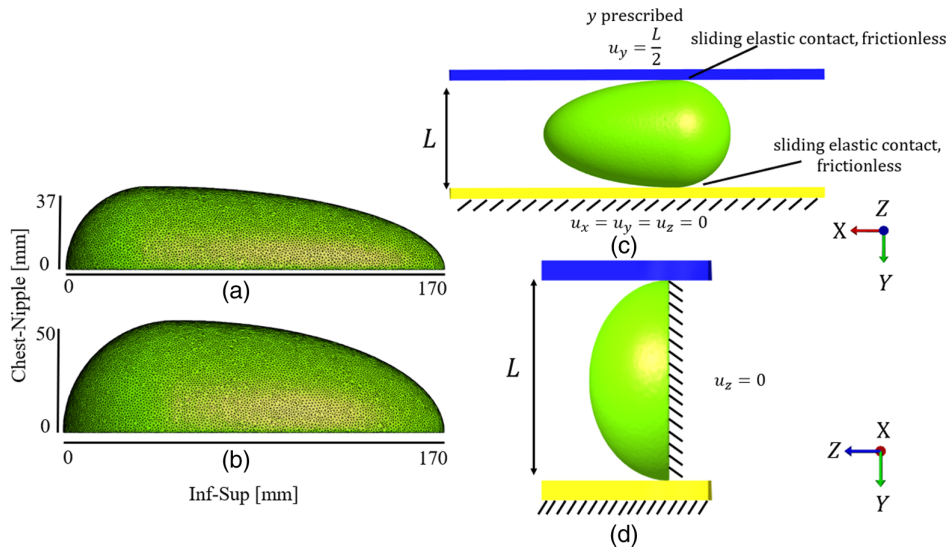 Chest-Nipple [mm]
37
0
0
170
(a)
50
0
0
170
(b)
Inf-Sup [mm]
y prescribed
u_y = L/2
sliding elastic contact, frictionless
L
sliding elastic contact,
frictionless
u_x = u_y = u_z = 0
(c)
X
Z
Y
L
u_z = 0
(d)
X
Z
Y